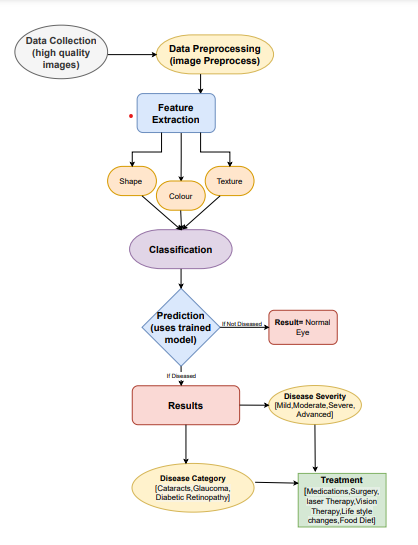 Data Collection
(high quality
images)
Data Preprocessing
(image Preprocess)
Feature
Extraction
Shape
Colour
Texture
Classification
Prediction
(uses trained
model)
If Not Diseased
Result= Normal
Eye
If Diseased
Results
Disease Severity
[Mild,Moderate,Severe,
Advanced]
Disease Category
[Cataracts,Glaucoma,
Diabetic Retinopathy]
Treatment
[Medications,Surgery,
laser Therapy,Vision
Therapy,Life style
changes,Food Diet]